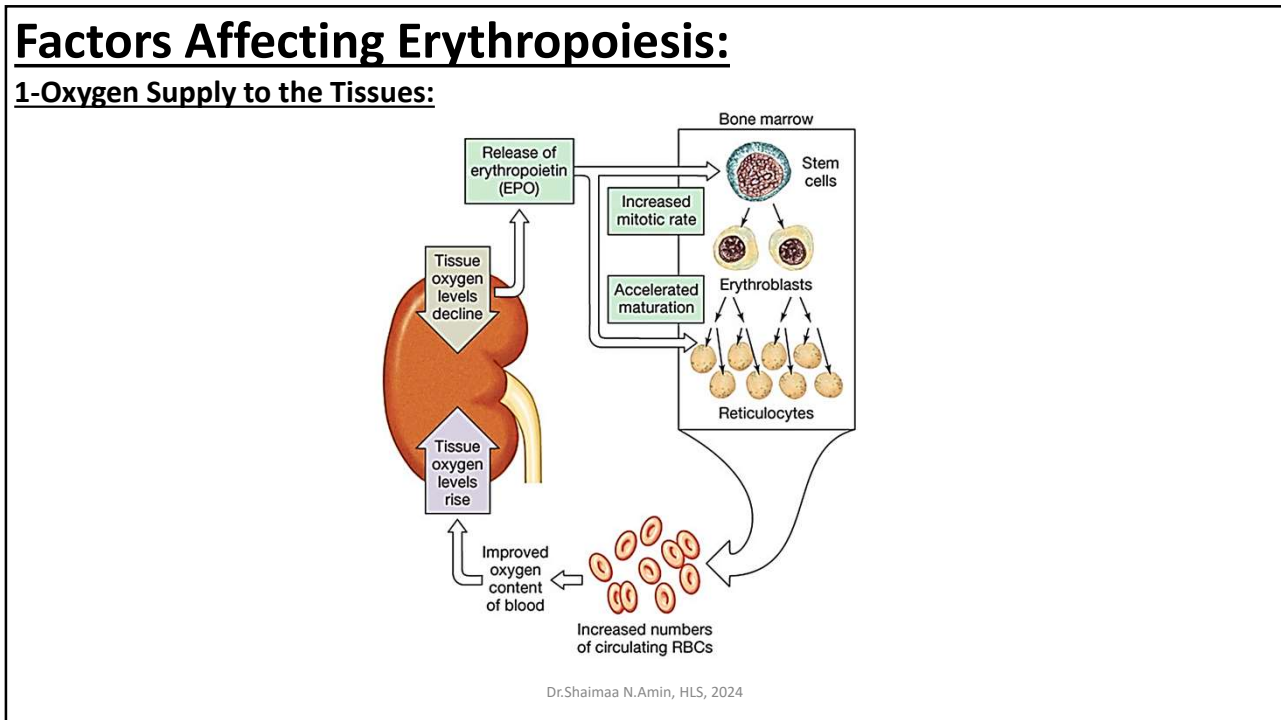 Factors Affecting Erythropoiesis:
1-Oxygen Supply to the Tissues:
Bone marrow
Release of
erythropoietin
(EPO)
Stem
cells
Increased
mitotic rate
Tissue
oxygen
levels
decline
Accelerated
maturation
Erythroblasts
Reticulocytes
Tissue
oxygen
levels
rise
Improved
oxygen
content
of blood
Increased numbers
of circulating RBCs
Dr.Shaimaa N.Amin, HLS, 2024